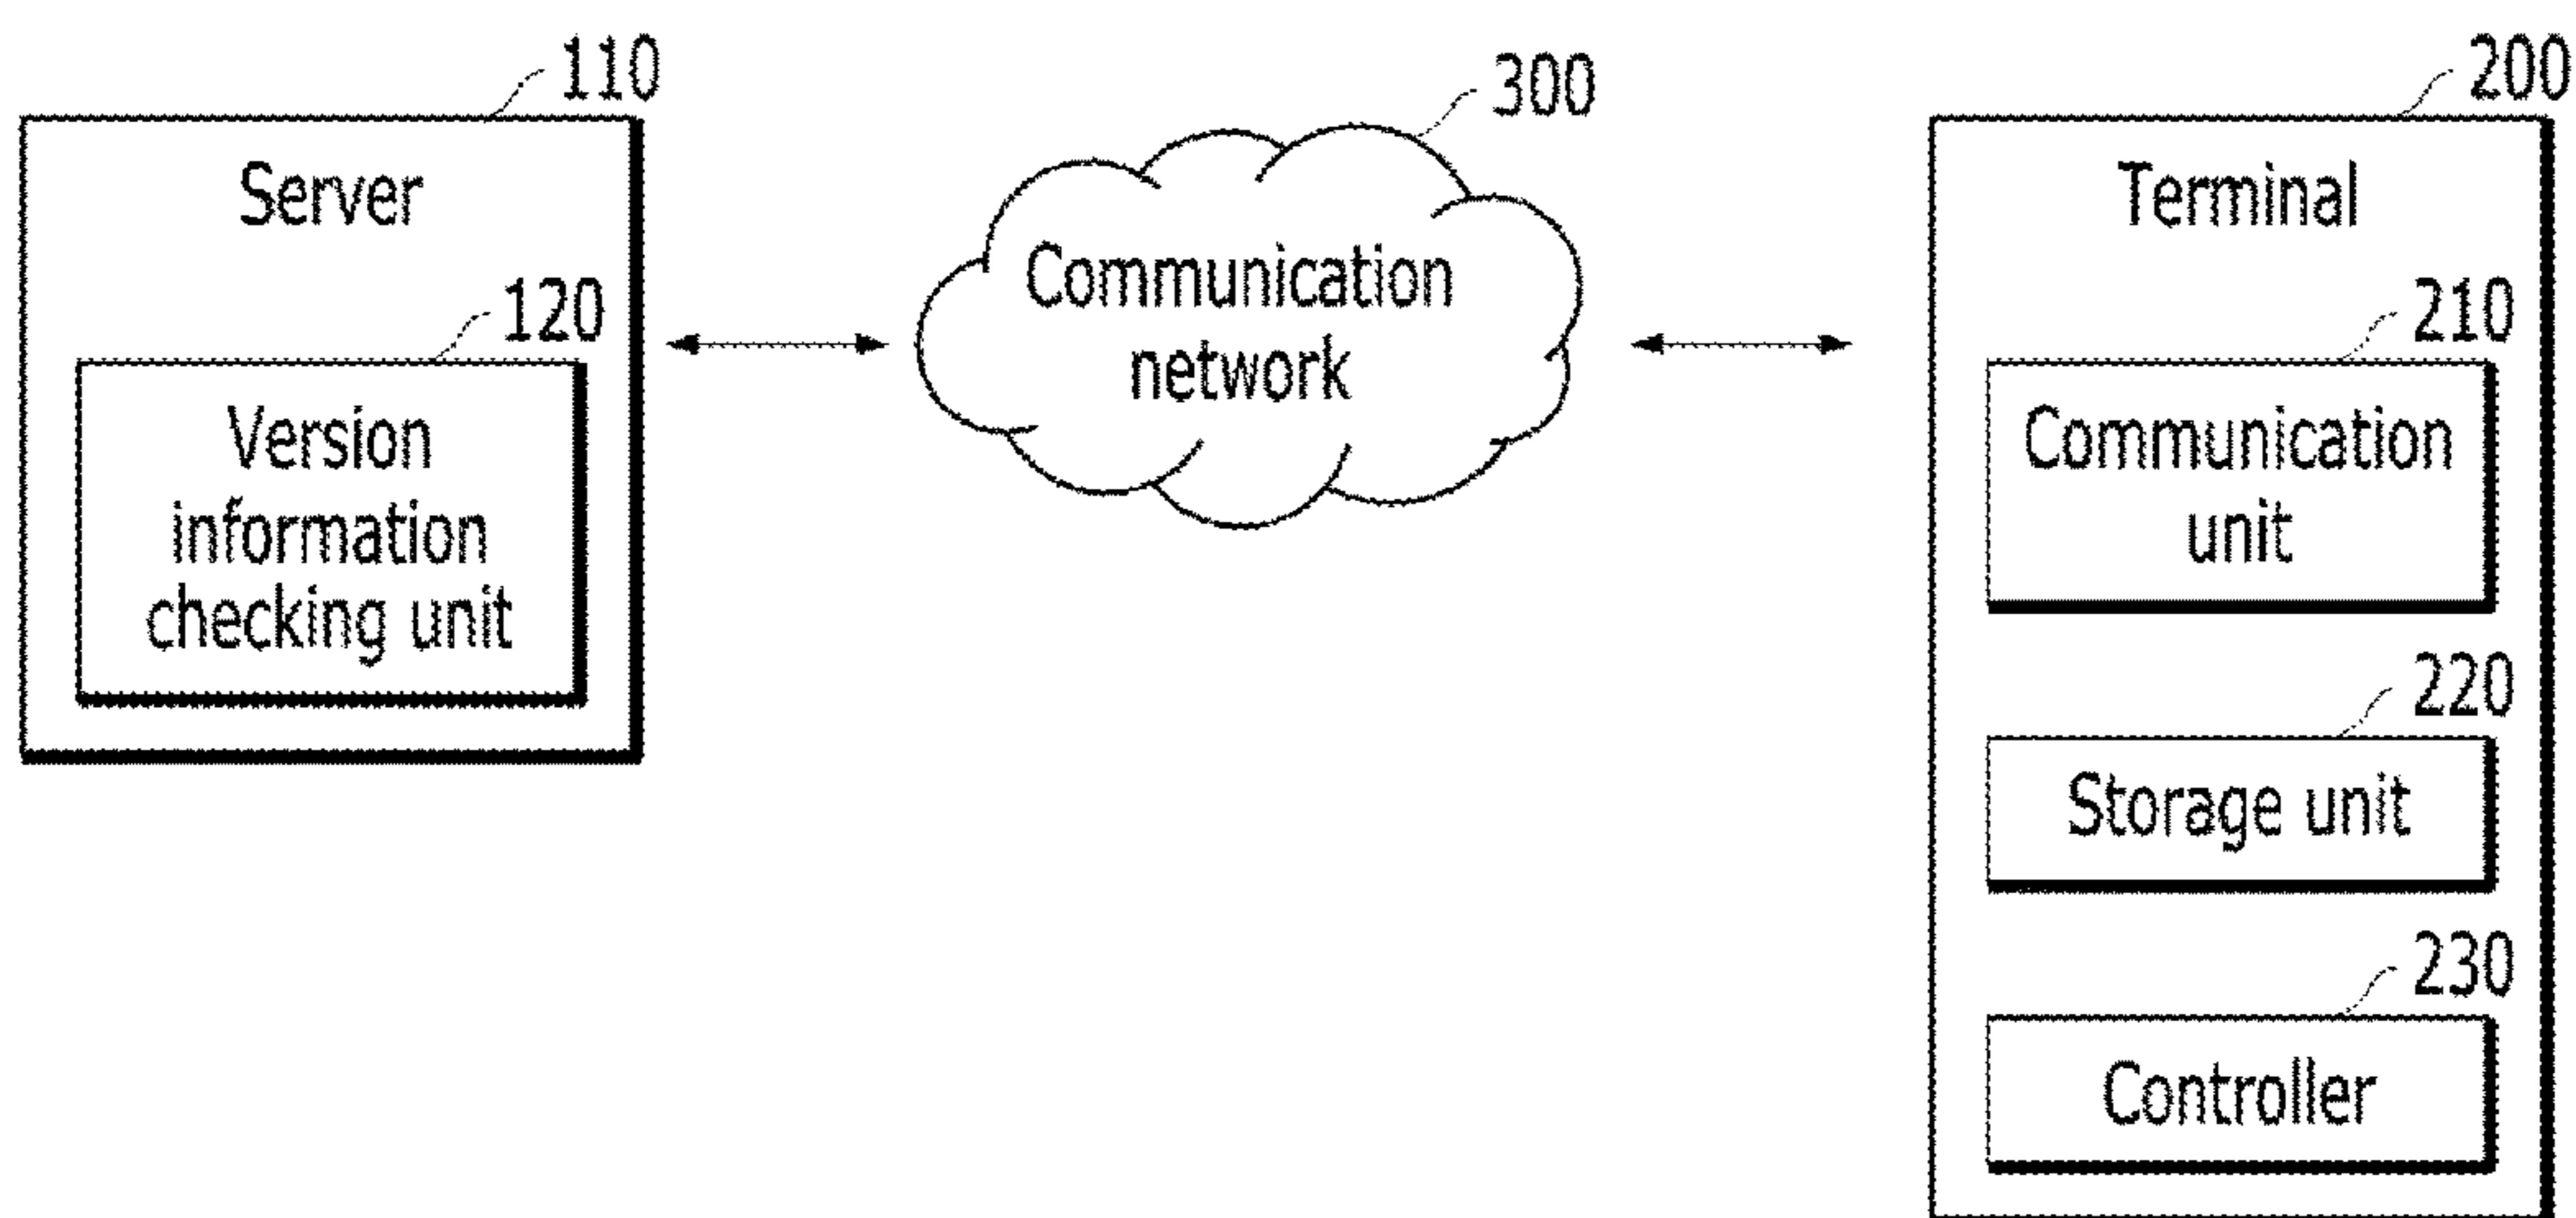 110
Server
120
Version
information
checking unit
300
Communication
network
200
Terminal
210
Communication
unit
220
Storage unit
230
Controller